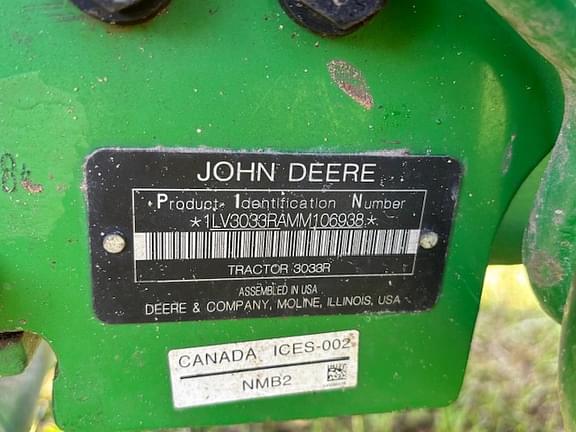 JOHN DEERE
Product Identification Number
*1LV3033RAMM106938*
TRACTOR 3033R
ASSEMBLED IN USA
DEERE & COMPANY, MOLINE, ILLINOIS, USA
CANADA ICES-002
NMB2